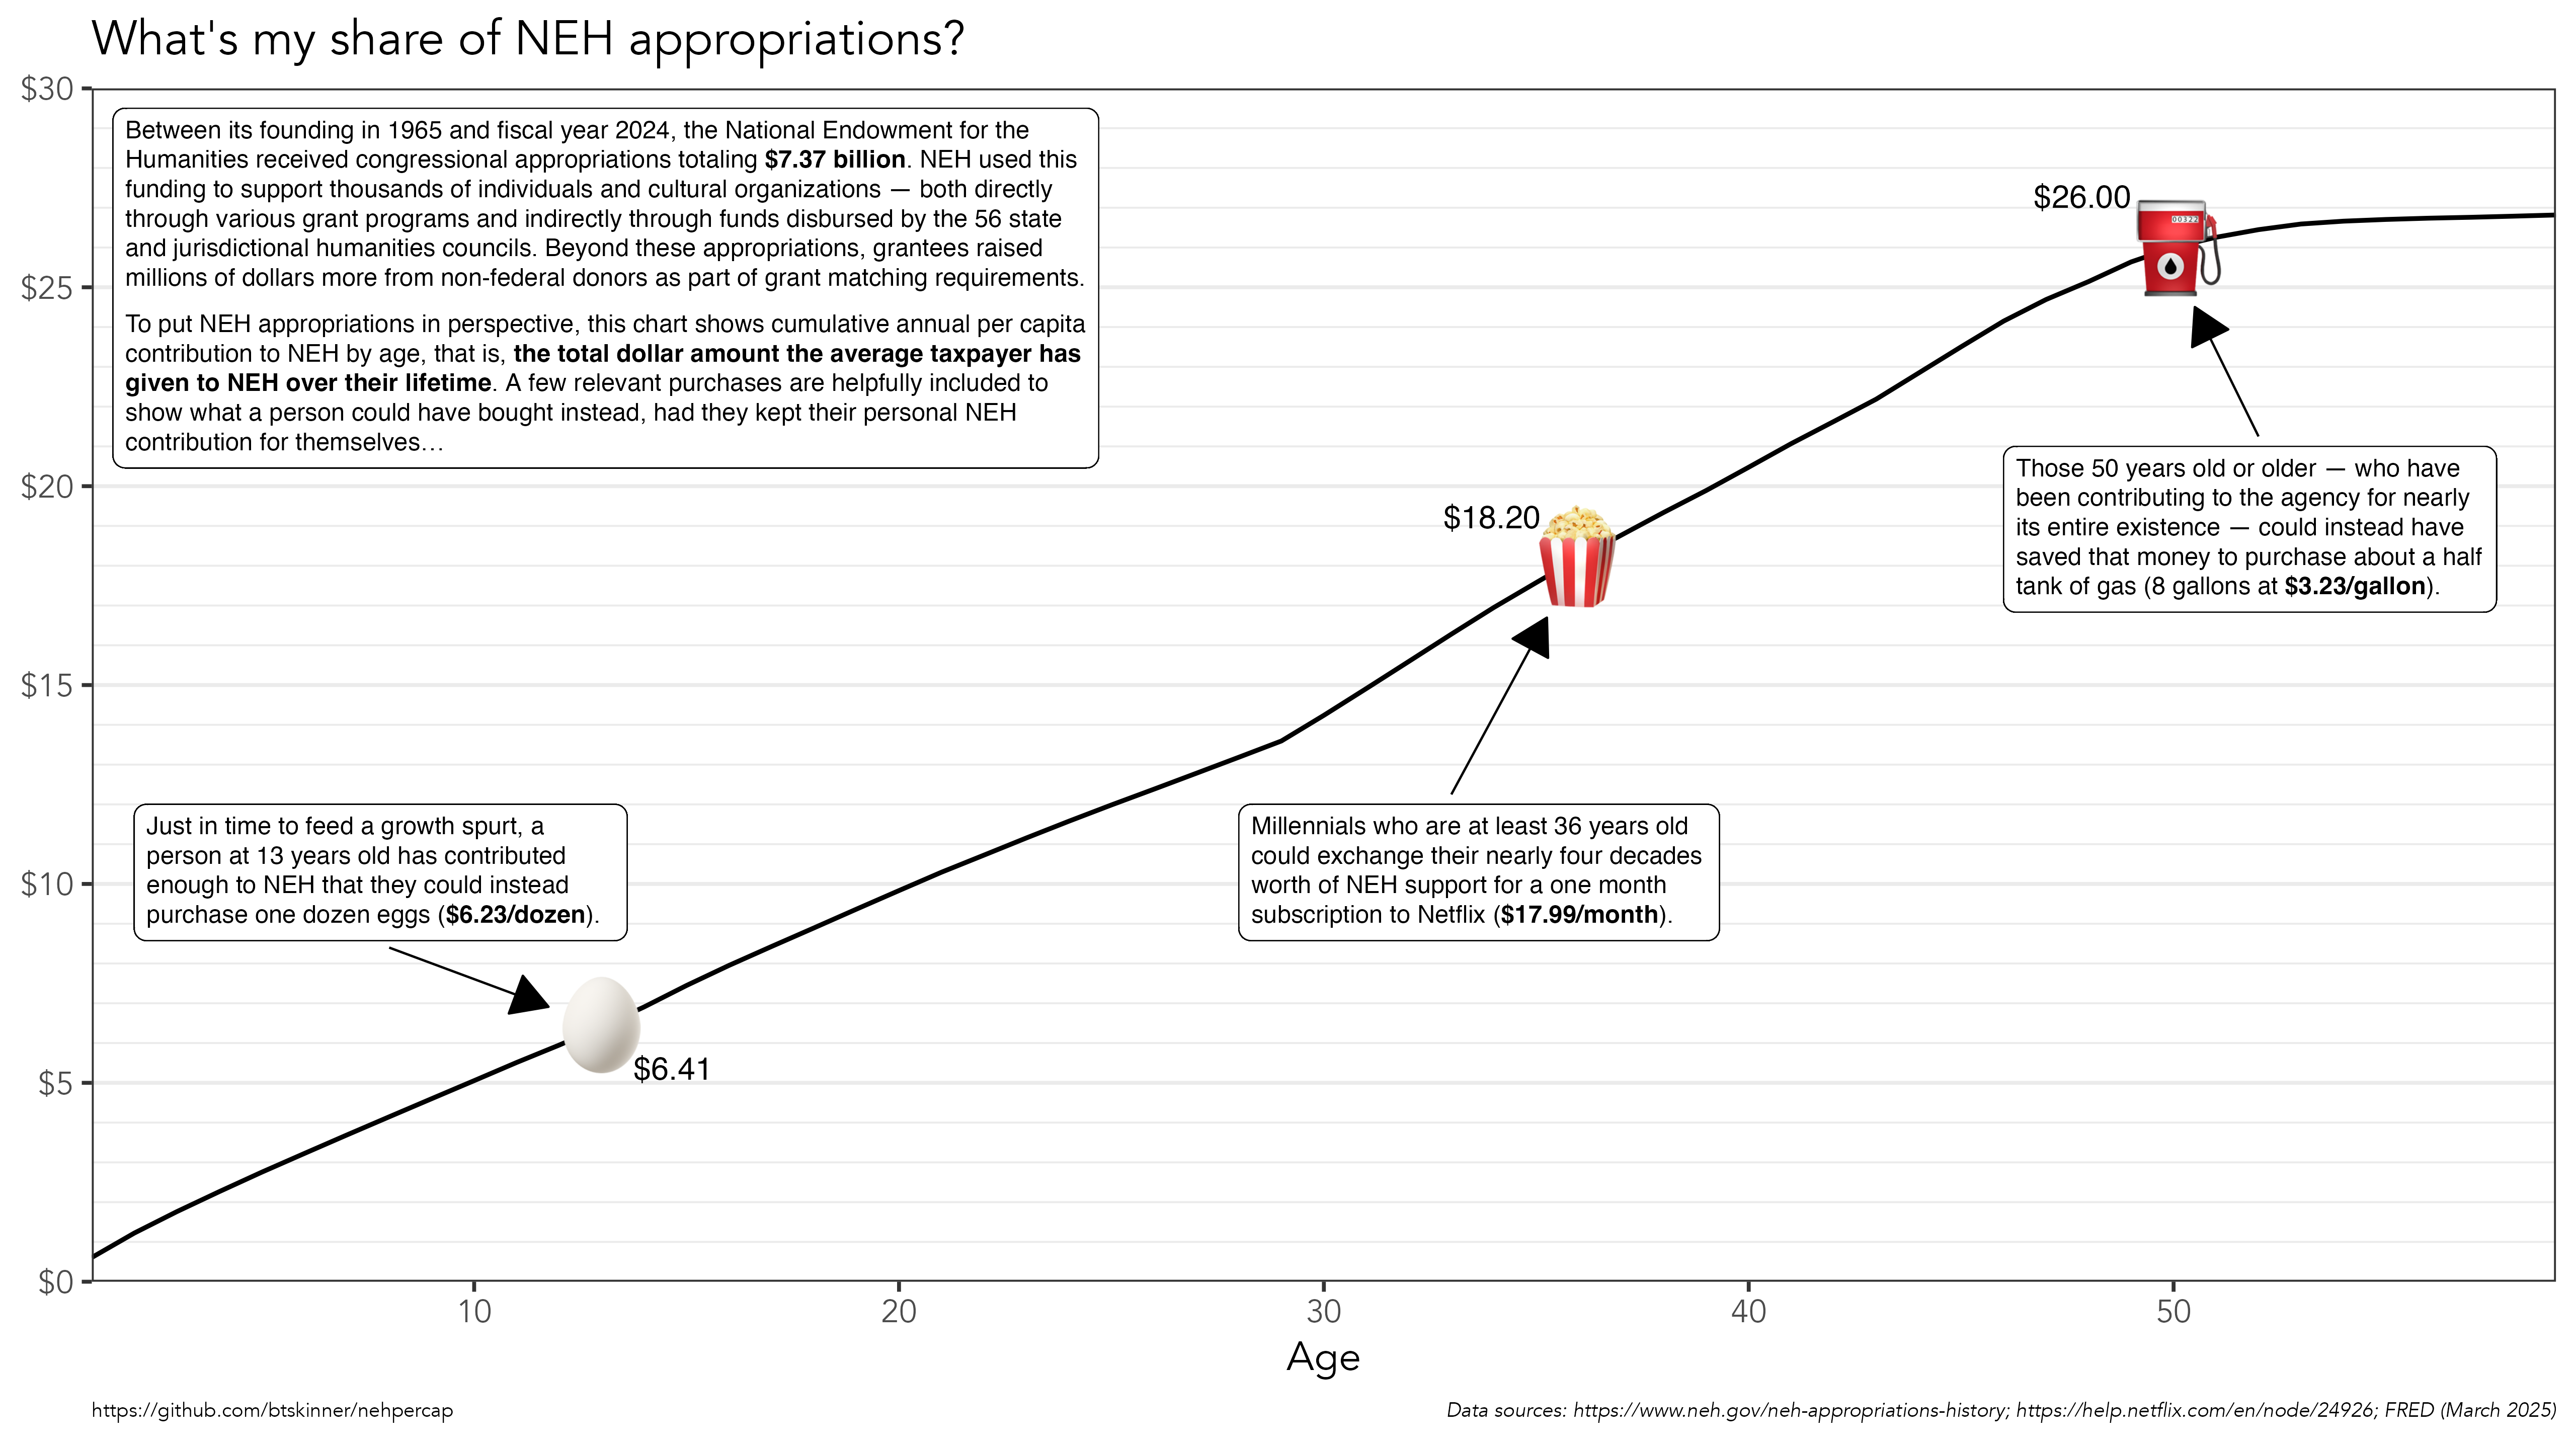 What's my share of NEH appropriations?
$30
$25
$20
$15
$10
$5
$0
Between its founding in 1965 and fiscal year 2024, the National Endowment for the
Humanities received congressional appropriations totaling $7.37 billion. NEH used this
funding to support thousands of individuals and cultural organizations — both directly
through various grant programs and indirectly through funds disbursed by the 56 state
and jurisdictional humanities councils. Beyond these appropriations, grantees raised
millions of dollars more from non-federal donors as part of grant matching requirements.
To put NEH appropriations in perspective, this chart shows cumulative annual per capita
contribution to NEH by age, that is, the total dollar amount the average taxpayer has
given to NEH over their lifetime. A few relevant purchases are helpfully included to
show what a person could have bought instead, had they kept their personal NEH
contribution for themselves…
$26.00
00322
Those 50 years old or older — who have
been contributing to the agency for nearly
its entire existence — could instead have
saved that money to purchase about a half
tank of gas (8 gallons at $3.23/gallon).
$18.20
Millennials who are at least 36 years old
could exchange their nearly four decades
worth of NEH support for a one month
subscription to Netflix ($17.99/month).
Just in time to feed a growth spurt, a
person at 13 years old has contributed
enough to NEH that they could instead
purchase one dozen eggs ($6.23/dozen).
$6.41
10 20 30 40 50
Age
https://github.com/btskinner/nehpercap
Data sources: https://www.neh.gov/neh-appropriations-history; https://help.netflix.com/en/node/24926; FRED (March 2025)